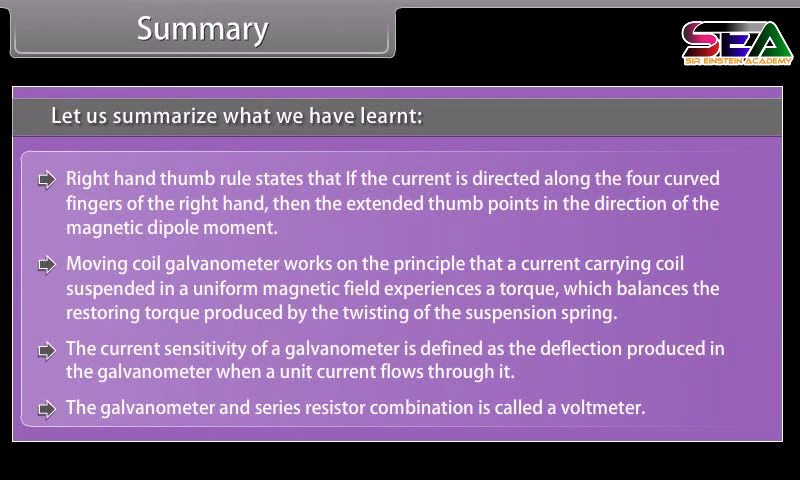 Summary
SEA
SIR EINSTEIN ACADEMY
Let us summarize what we have learnt:
Right hand thumb rule states that If the current is directed along the four curved
fingers of the right hand, then the extended thumb points in the direction of the
magnetic dipole moment.
Moving coil galvanometer works on the principle that a current carrying coil
suspended in a uniform magnetic field experiences a torque, which balances the
restoring torque produced by the twisting of the suspension spring.
The current sensitivity of a galvanometer is defined as the deflection produced in
the galvanometer when a unit current flows through it.
The galvanometer and series resistor combination is called a voltmeter.